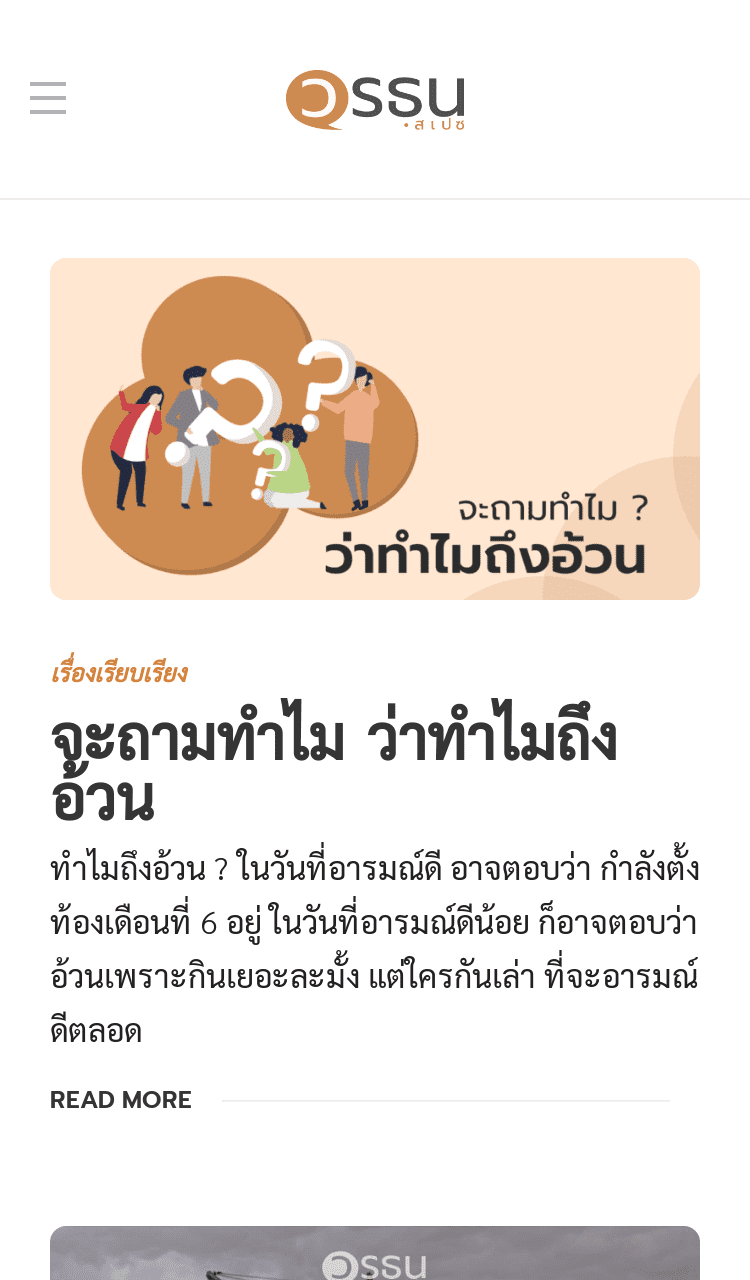 วรรณ
สเปซ
จะถามทำไม ?
ว่าทำไมถึงอ้วน
เรื่องเรียบเรียง
จะถามทำไม ว่าทำไมถึง
อ้วน
ทำไมถึงอ้วน ? ในวันที่อารมณ์ดี อาจตอบว่า กำลังตั้ง
ท้องเดือนที่ 6 อยู่ ในวันที่อารมณ์ดีน้อย ก็อาจตอบว่า
อ้วนเพราะกินเยอะละมั้ง แต่ใครกันเล่า ที่จะอารมณ์
ดีตลอด
READ MORE
วรรณ